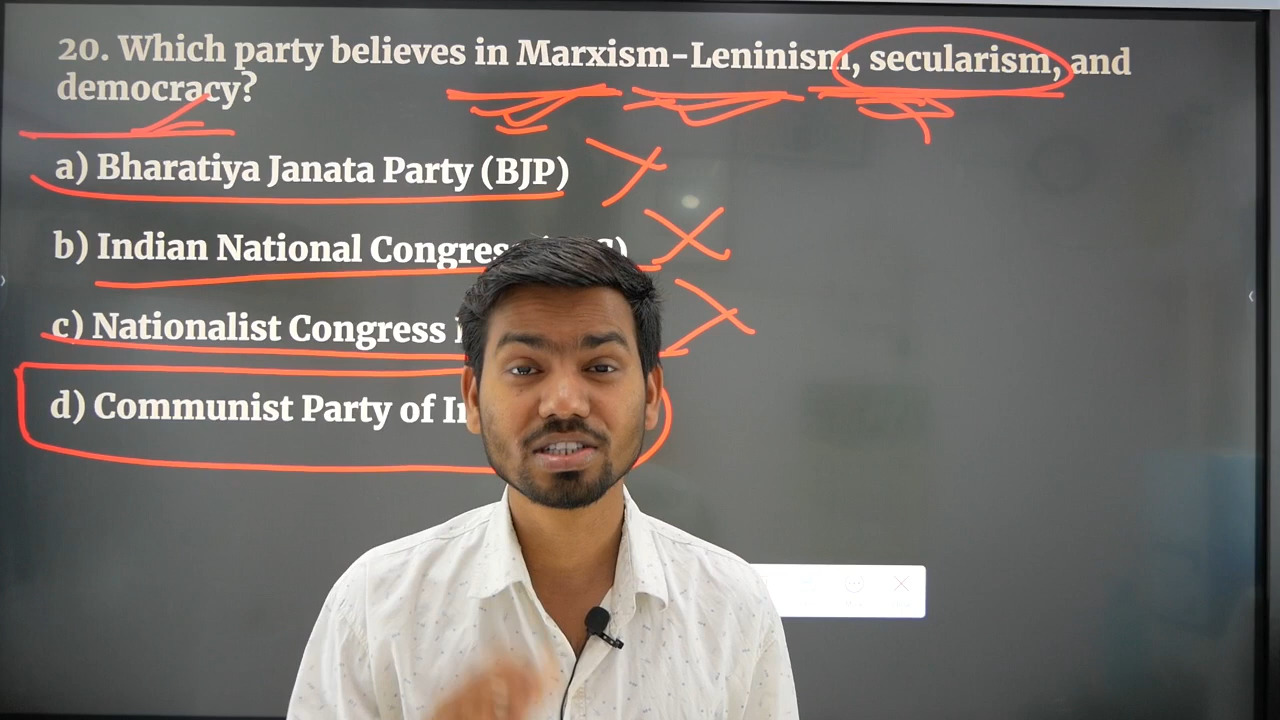 20. Which party believes in Marxism-Leninism, secularism, and
democracy?
a) Bharatiya Janata Party (BJP)
b) Indian National
c) Nationalist Congress
d) Communist Party of